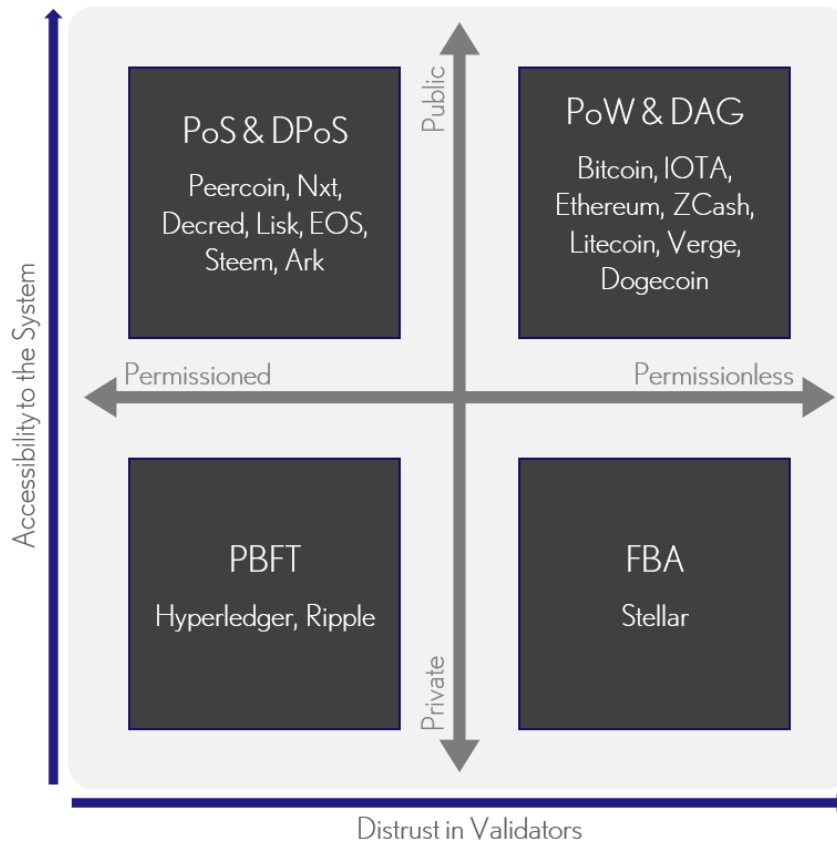 Accessibility to the System
Public
PoS & DPoS
Peercoin, Nxt,
Decred, Lisk, EOS,
Steem, Ark
PoW & DAG
Bitcoin, IOTA,
Ethereum, ZCash,
Litecoin, Verge,
Dogecoin
Permissioned
Permissionless
PBFT
Hyperledger, Ripple
FBA
Stellar
Private
Distrust in Validators